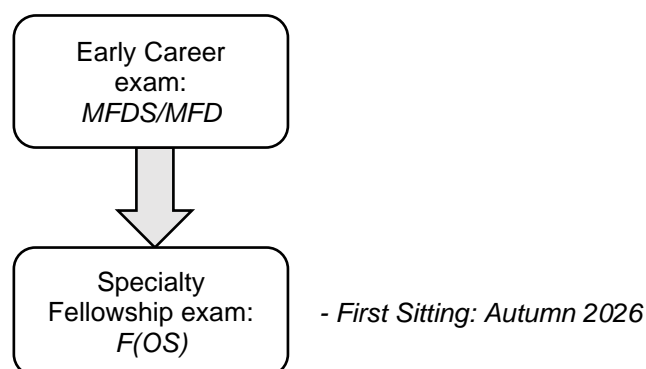 Early Career
exam:
MFDS/MFD
Specialty
Fellowship exam:
F(OS)
- First Sitting: Autumn 2026